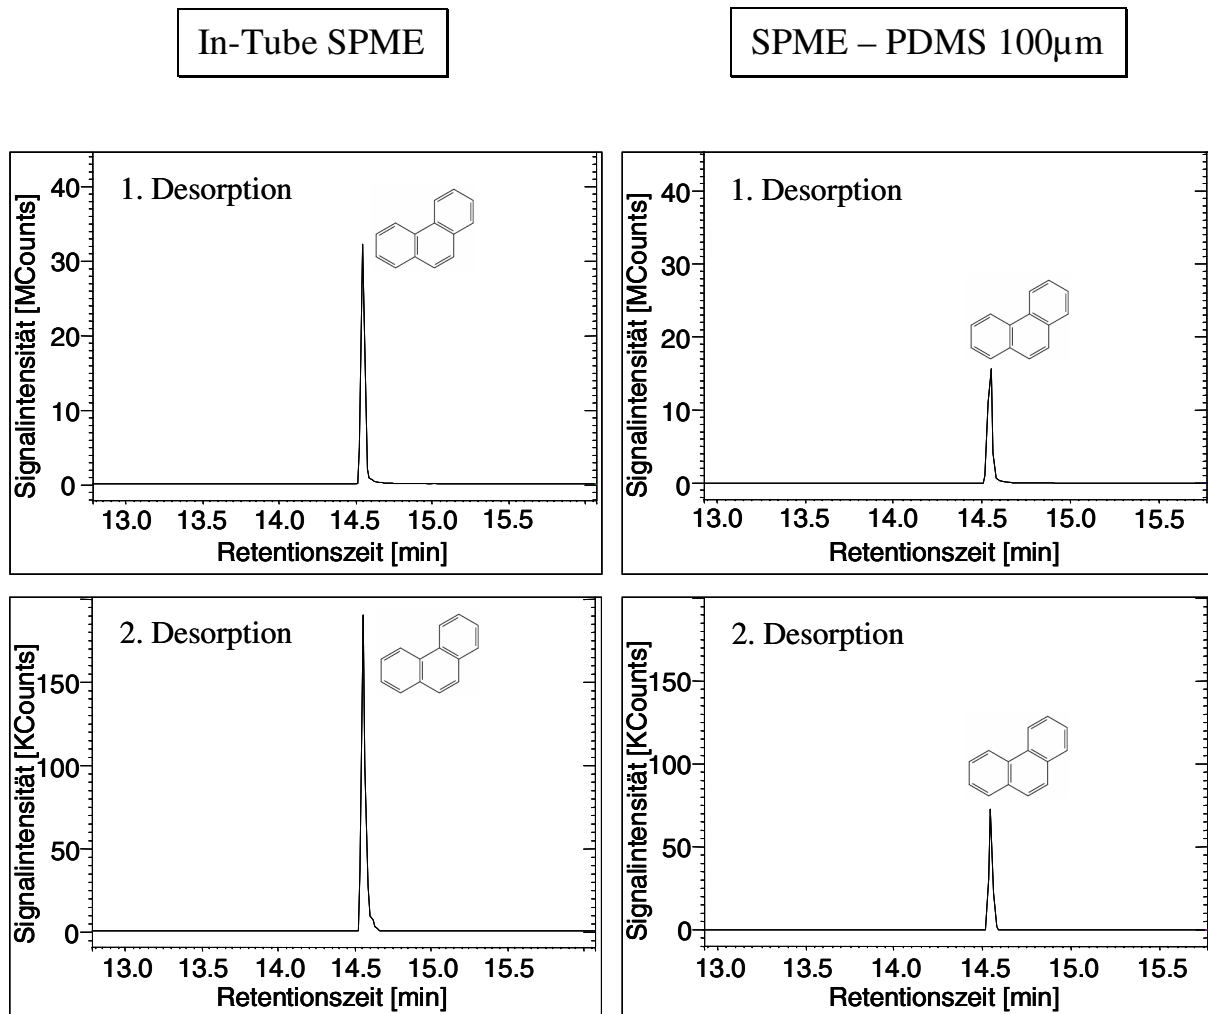 In-Tube SPME
SPME – PDMS 100µm
1. Desorption
Signalintensität [MCounts]
40
30
20
10
0
13.0 13.5 14.0 14.5 15.0 15.5
Retentionszeit [min]
1. Desorption
Signalintensität [MCounts]
40
30
20
10
0
13.0 13.5 14.0 14.5 15.0 15.5
Retentionszeit [min]
2. Desorption
Signalintensität [KCounts]
150
100
50
0
13.0 13.5 14.0 14.5 15.0 15.5
Retentionszeit [min]
2. Desorption
Signalintensität [KCounts]
150
100
50
0
13.0 13.5 14.0 14.5 15.0 15.5
Retentionszeit [min]